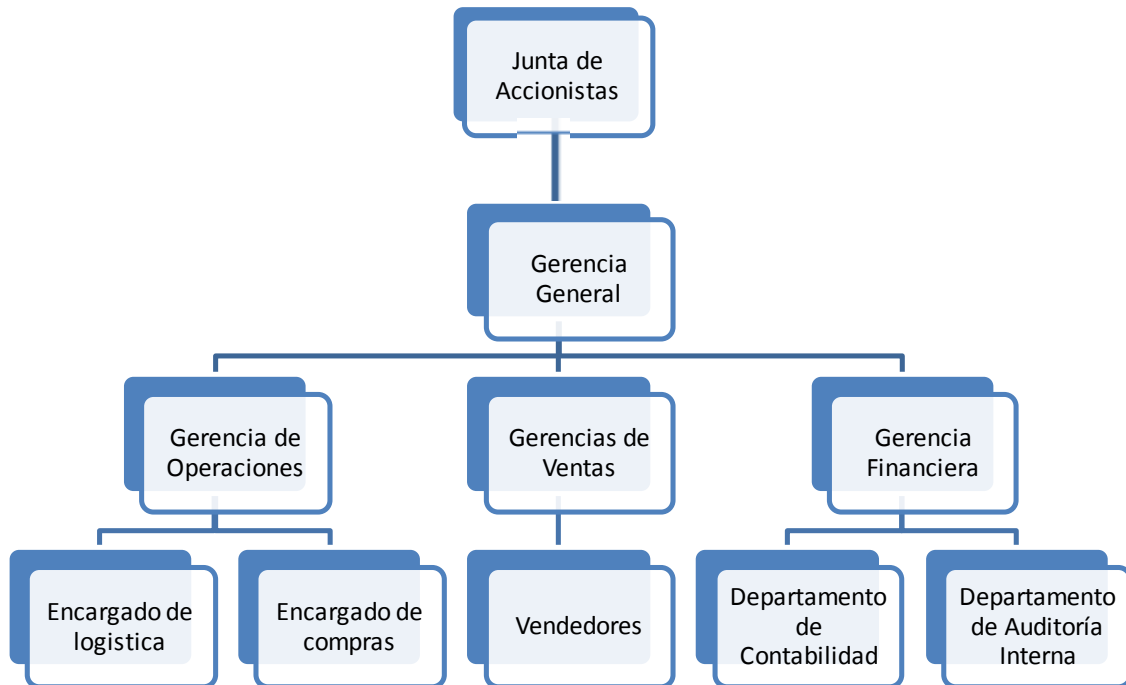 Junta de
Accionistas
Gerencia
General
Gerencia de
Operaciones
Gerencias de
Ventas
Gerencia
Financiera
Encargado de
logistica
Encargado de
compras
Vendedores
Departamento
de
Contabilidad
Departamento
de Auditoría
Interna